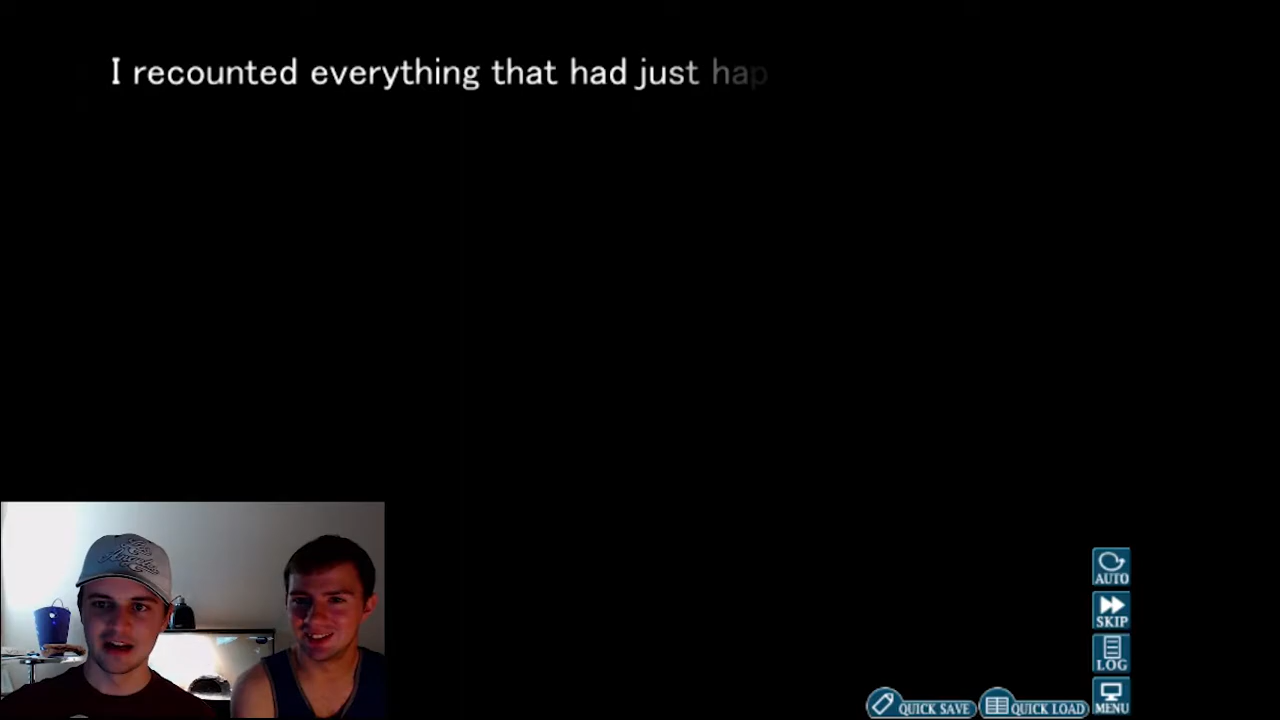 I recounted everything that had just hap
AUTO
SKIP
LOG
MENU
QUICK SAVE
QUICK LOAD